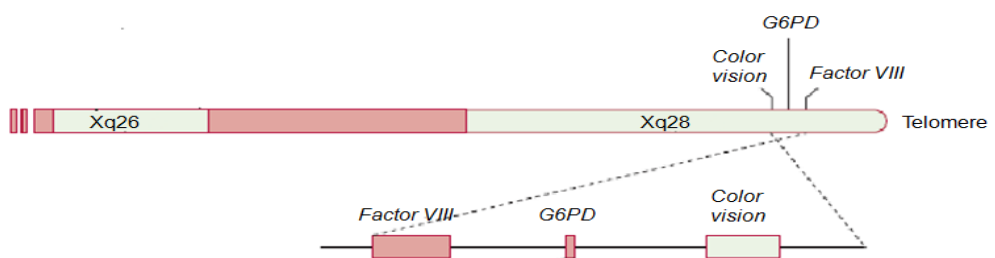 G6PD
Color
vision
Factor VIII
Xq26
Xq28
Telomere
Factor VIII
G6PD
Color
vision